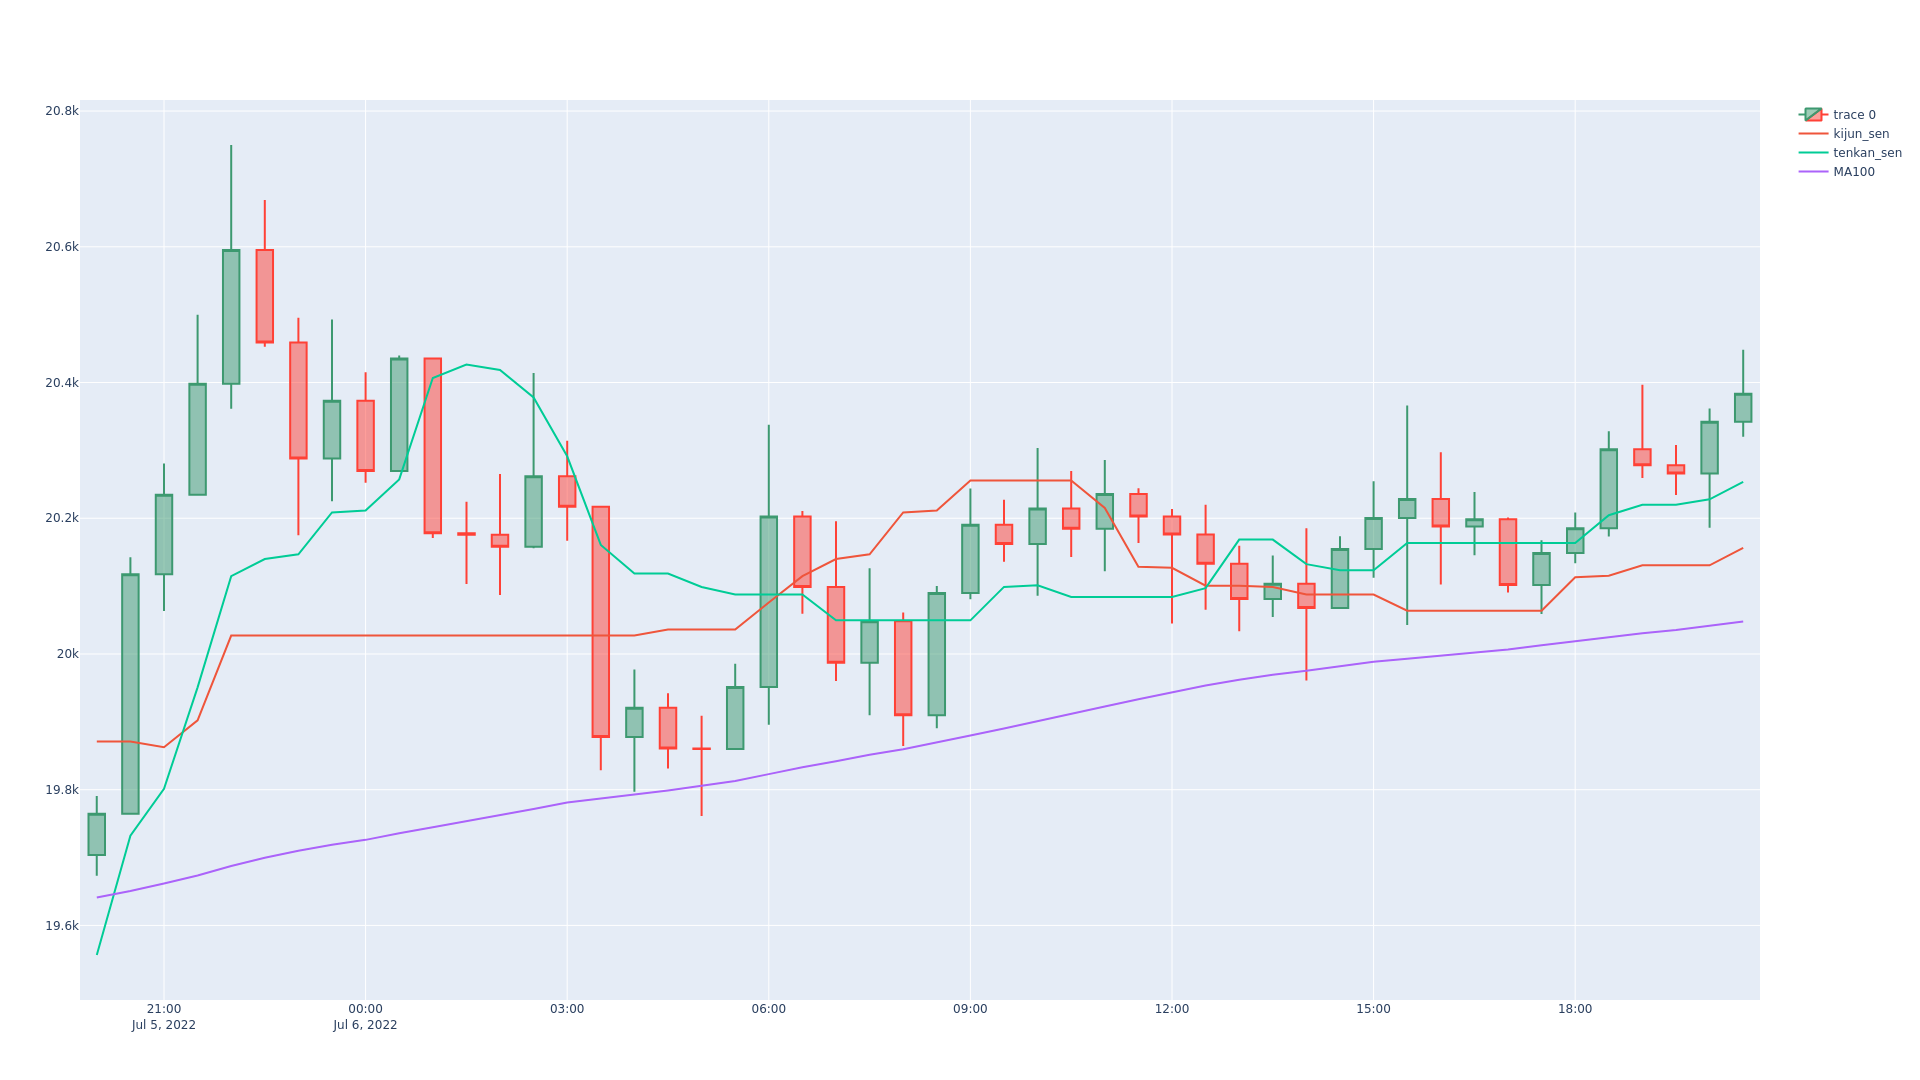 20.8k
20.6k
20.4k
20.2k
20k
19.8k
19.6k
21:00
Jul 5, 2022
00:00
Jul 6, 2022
03:00
06:00
09:00
12:00
15:00
18:00
trace 0
kijun_sen
tenkan_sen
MA100